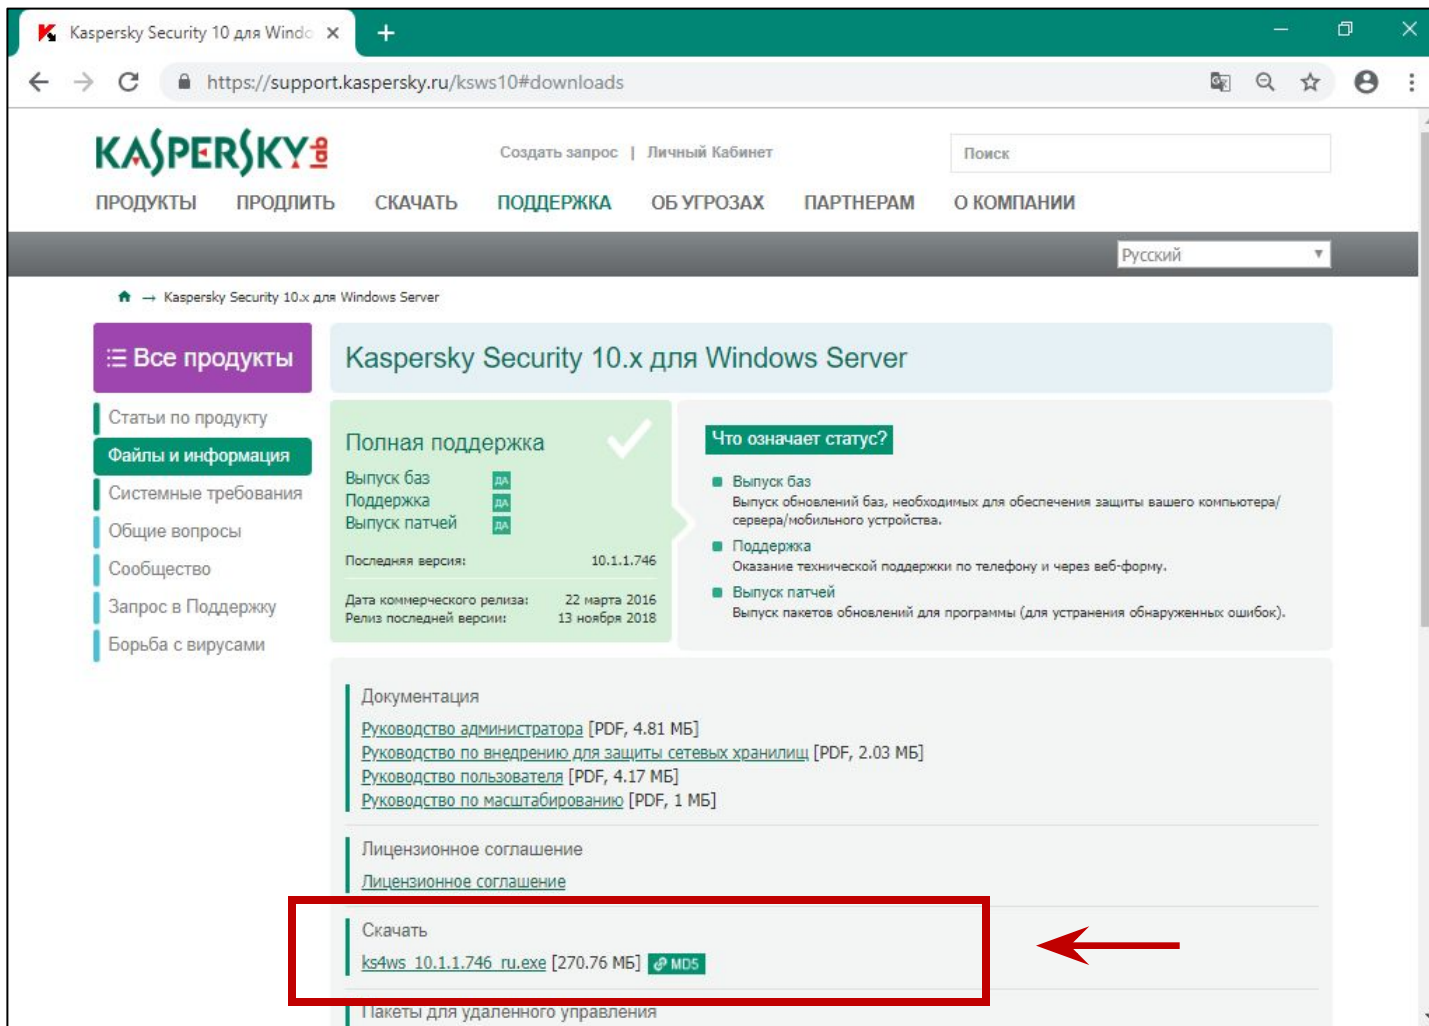 Kaspersky Security 10 для Windo
https://support.kaspersky.ru/ksws10#downloads
KASPERSKY lab
Создать запрос | Личный Кабинет
Поиск
ПРОДУКТЫ ПРОДЛИТЬ СКАЧАТЬ ПОДДЕРЖКА ОБ УГРОЗАХ ПАРТНЕРАМ О КОМПАНИИ
Русский
→ Kaspersky Security 10.x для Windows Server
Все продукты
Статьи по продукту
Файлы и информация
Системные требования
Общие вопросы
Сообщество
Запрос в Поддержку
Борьба с вирусами
Kaspersky Security 10.x для Windows Server
Полная поддержка
Выпуск баз ДА
Поддержка ДА
Выпуск патчей ДА
Последняя версия: 10.1.1.746
Дата коммерческого релиза: 22 марта 2016
Релиз последней версии: 13 ноября 2018
Что означает статус?
Выпуск баз
Выпуск обновлений баз, необходимых для обеспечения защиты вашего компьютера/
сервера/мобильного устройства.
Поддержка
Оказание технической поддержки по телефону и через веб-форму.
Выпуск патчей
Выпуск пакетов обновлений для программы (для устранения обнаруженных ошибок).
Документация
Руководство администратора [PDF, 4.81 МБ]
Руководство по внедрению для защиты сетевых хранилищ [PDF, 2.03 МБ]
Руководство пользователя [PDF, 4.17 МБ]
Руководство по масштабированию [PDF, 1 МБ]
Лицензионное соглашение
Лицензионное соглашение
Скачать
ks4ws_10.1.1.746_ru.exe [270.76 МБ] MD5
Пакеты для удаленного управления